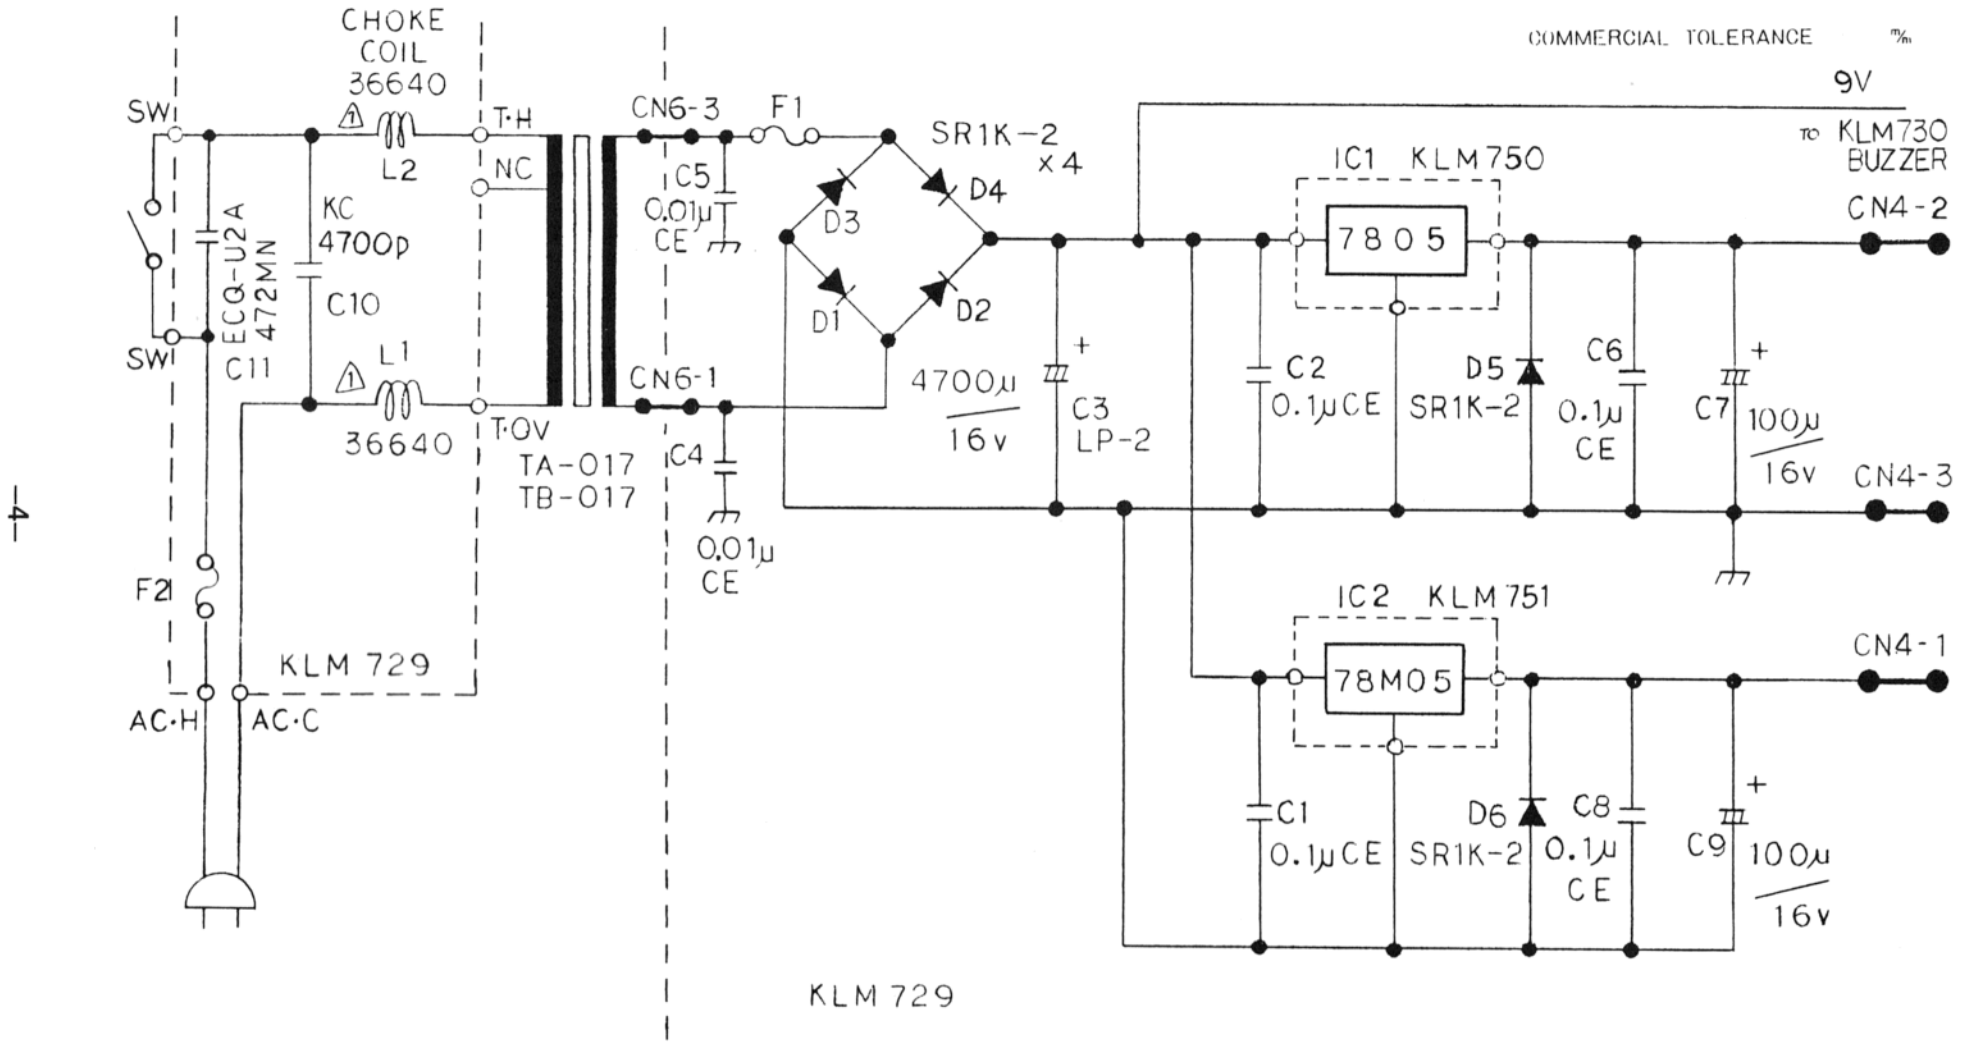 CHOKE
COIL
36640
COMMERCIAL TOLERANCE m/m
9V
TO KLM730
BUZZER
SW
1
L2
T·H
NC
CN6-3
F1
SR1K-2
×4
IC1 KLM750
CN4-2
C5
0.01μ
CE
D3
D4
7805
KC
4700p
C10
ECQ-U2A
472MN
C11
SW
L1
1
36640
T·0V
TA-017
TB-017
CN6-1
C4
0.01μ
CE
D1
D2
4700μ
16v
+
C3
LP-2
C2
0.1μCE
D5
SR1K-2
C6
0.1μ
CE
+
C7
100μ
16v
CN4-3
-4-
F2
KLM 729
AC·H
AC·C
IC2 KLM751
78M05
CN4-1
C1
0.1μCE
D6
SR1K-2
C8
0.1μ
CE
+
C9
100μ
16v
KLM729